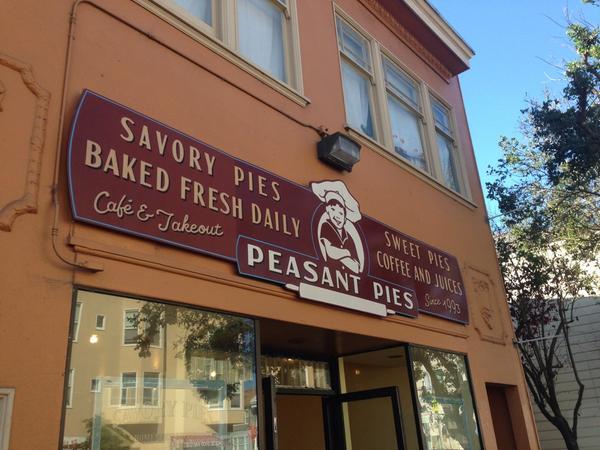 SAVORY PIES
BAKED FRESH DAILY
Café & Takeout
PEASANT PIES
SWEET PIES
COFFEE AND JUICES
Since 1993